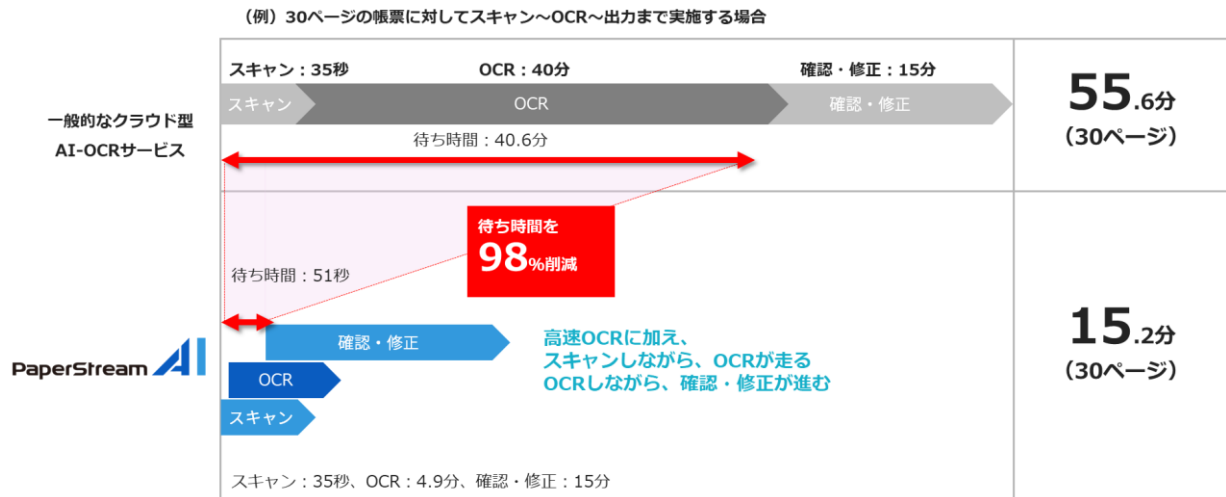 （例）30ページの帳票に対してスキャン～OCR～出力まで実施する場合
スキャン：35秒
OCR：40分
確認・修正：15分
スキャン
OCR
確認・修正
一般的なクラウド型
AI-OCRサービス
待ち時間：40.6分
55.6分
（30ページ）
待ち時間を
98%削減
待ち時間：51秒
確認・修正
OCR
スキャン
高速OCRに加え、
スキャンしながら、OCRが走る
OCRしながら、確認・修正が進む
PaperStream AI
15.2分
（30ページ）
スキャン：35秒、OCR：4.9分、確認・修正：15分